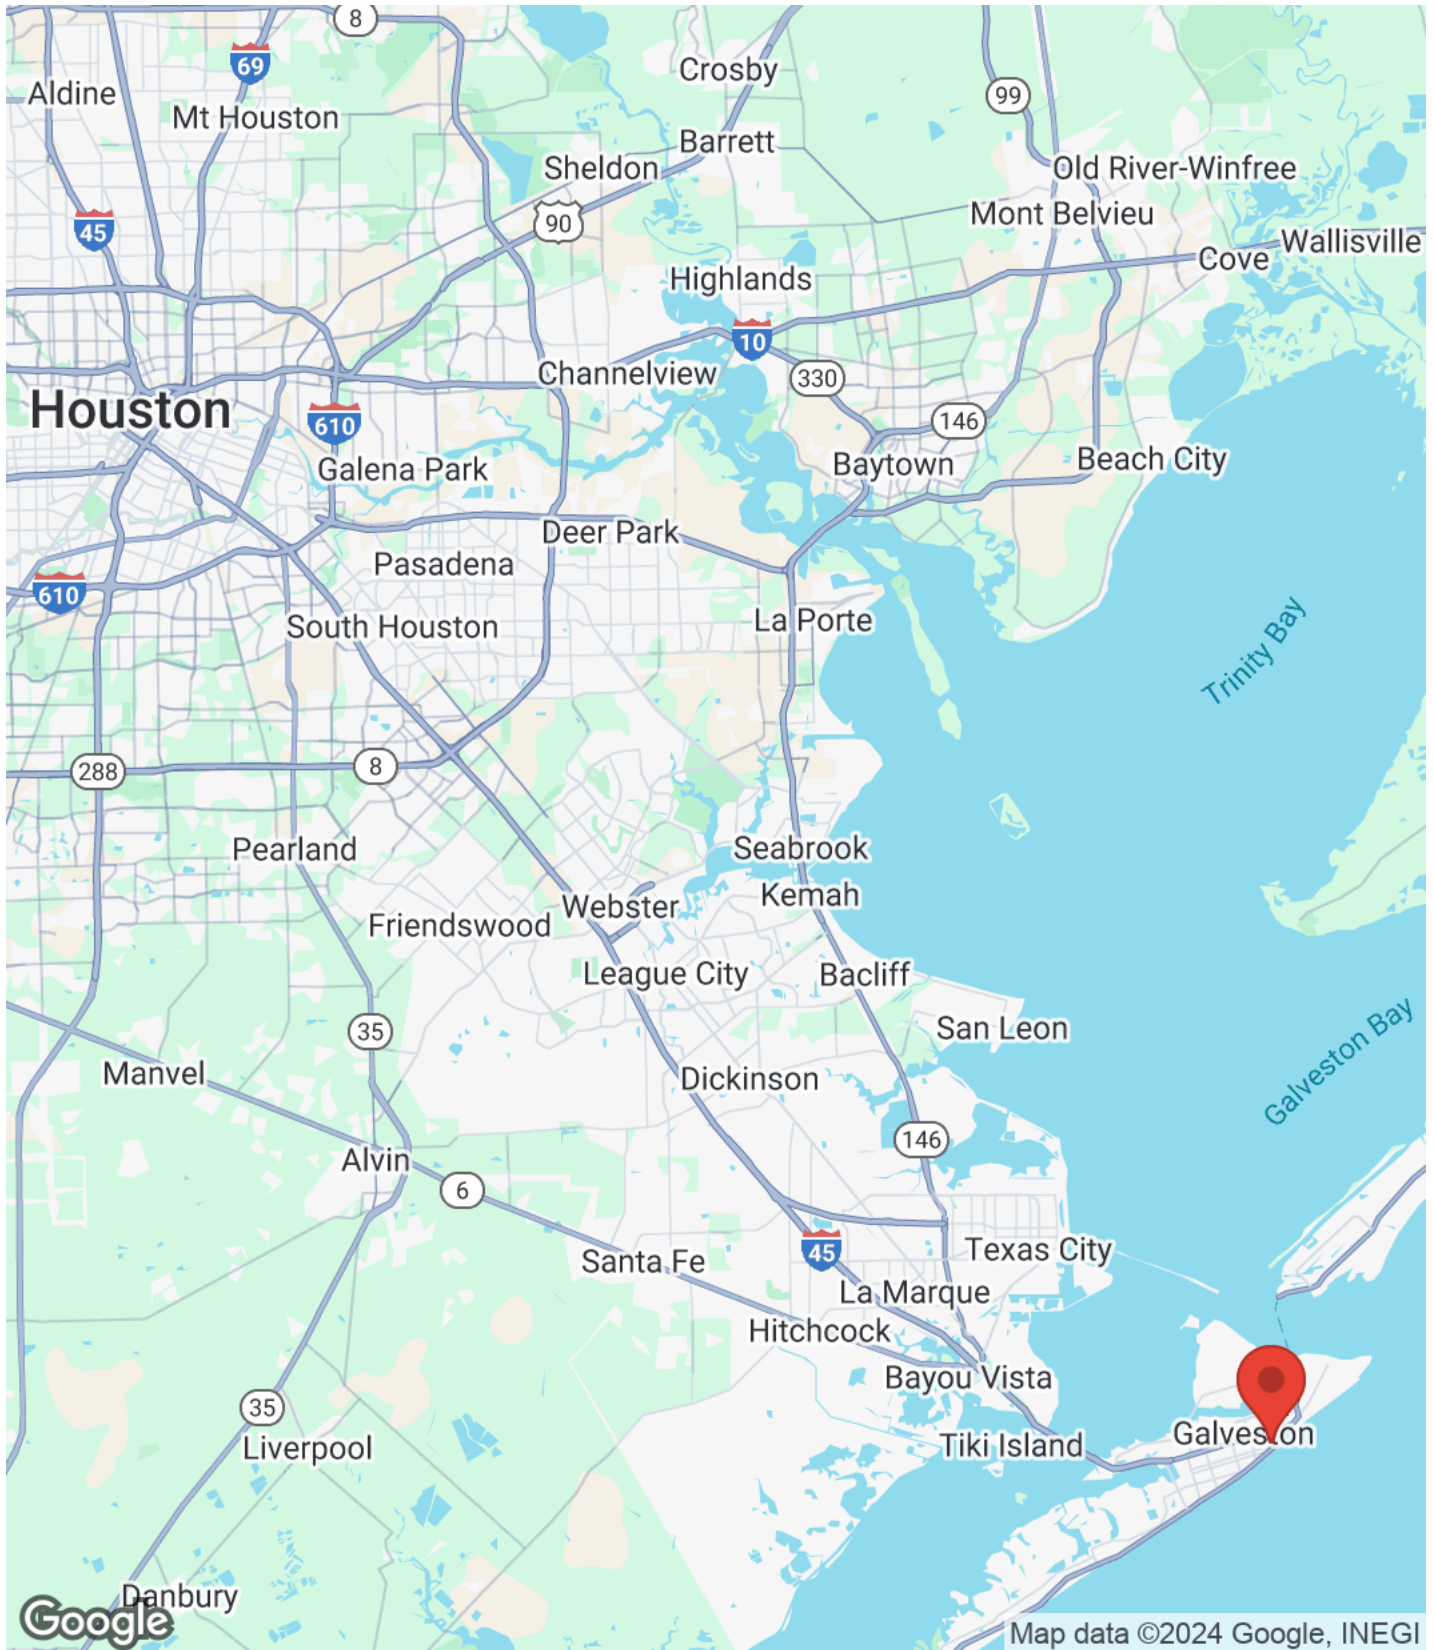 8
69
Crosby
Aldine
99
Mt Houston
Barrett
Sheldon
Old River-Winfree
Mont Belvieu
90
45
Wallisville
Cove
Highlands
10
Channelview
330
Houston
610
146
Galena Park
Baytown
Beach City
Deer Park
Pasadena
610
La Porte
South Houston
Trinity Bay
288
8
Pearland
Seabrook
Kemah
Webster
Friendswood
League City
Bacliff
35
San Leon
Galveston Bay
Manvel
Dickinson
146
Alvin
6
45
Texas City
Santa Fe
La Marque
Hitchcock
Bayou Vista
35
Galveston
Tiki Island
Liverpool
Danbury
Google
Map data ©2024 Google, INEGI